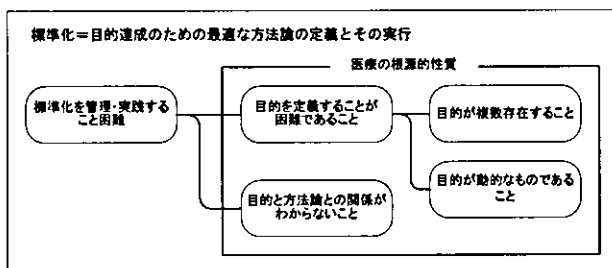 標準化＝目的達成のための最適な方法論の定義とその実行
医療の根源的性質
標準化を管理・実践する
こと困難
目的を定義することが
困難であること
目的が複数存在すること
目的と方法論との関係が
わからないこと
目的が動的なものである
こと